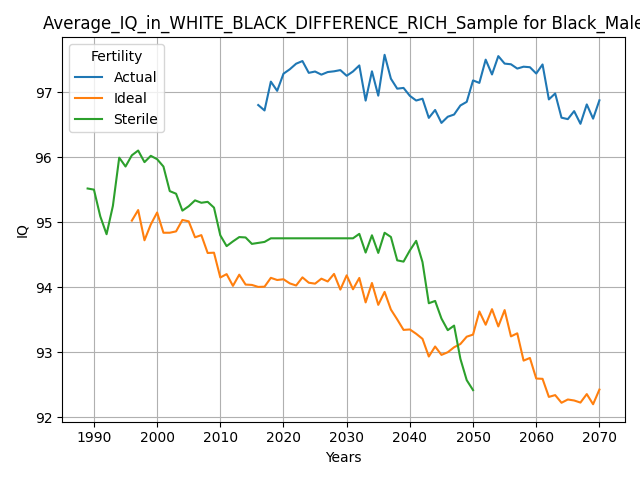 Average_IQ_in_WHITE_BLACK_DIFFERENCE_RICH_Sample for Black_Male
Fertility
Actual
Ideal
Sterile
97
96
95
94
93
92
IQ
1990 2000 2010 2020 2030 2040 2050 2060 2070
Years